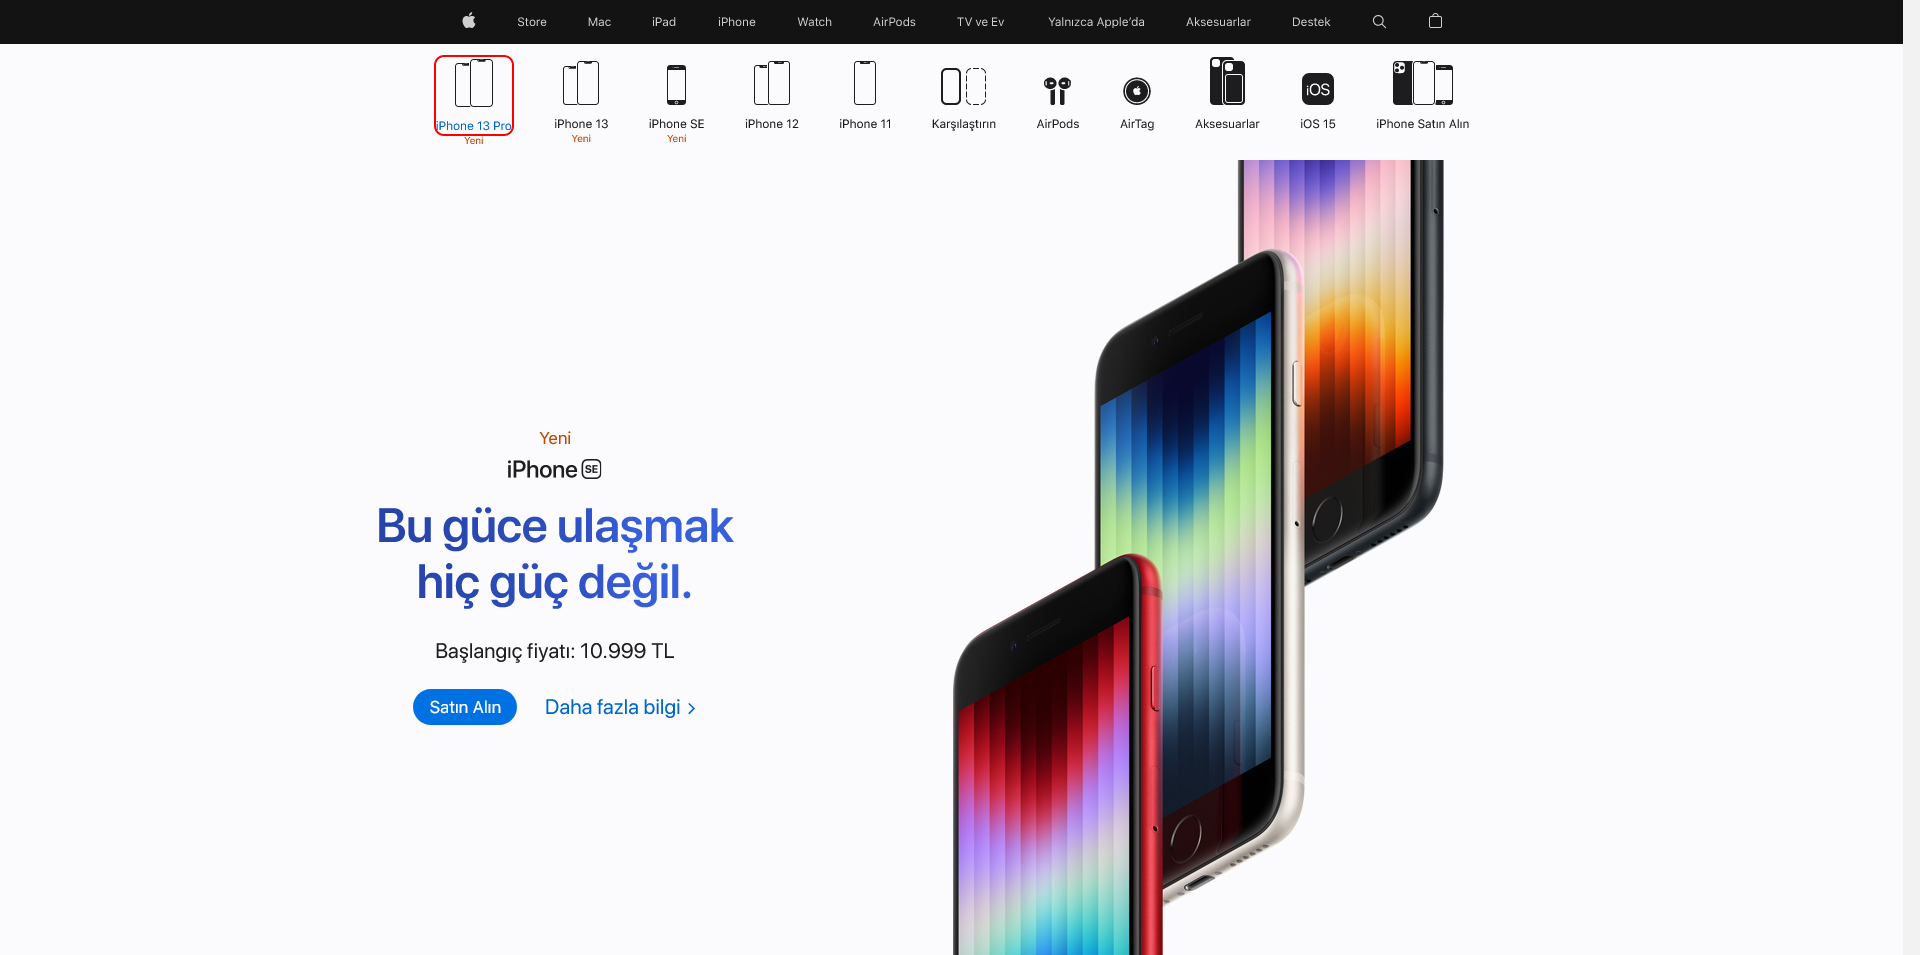 Store Mac iPad iPhone Watch AirPods TV ve Ev Yalnızca Apple'da Aksesuarlar Destek
iOS
iPhone 13 Pro iPhone 13 iPhone SE iPhone 12 iPhone 11 Karşılaştırın AirPods AirTag Aksesuarlar iOS 15 iPhone Satın Alın
Yeni Yeni Yeni
Yeni
iPhone SE
Bu güce ulaşmak
hiç güç değil.
Başlangıç fiyatı: 10.999 TL
Satın Alın Daha fazla bilgi >